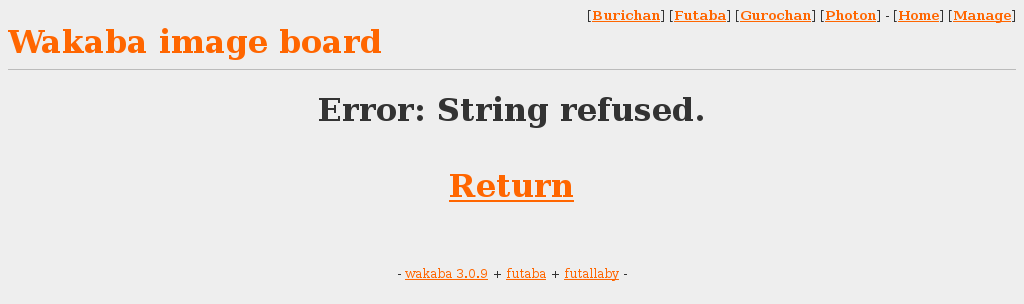 [Burichan] [Futaba] [Gurochan] [Photon] - [Home] [Manage]
Wakaba image board
Error: String refused.
Return
- wakaba 3.0.9 + futaba + futallaby -